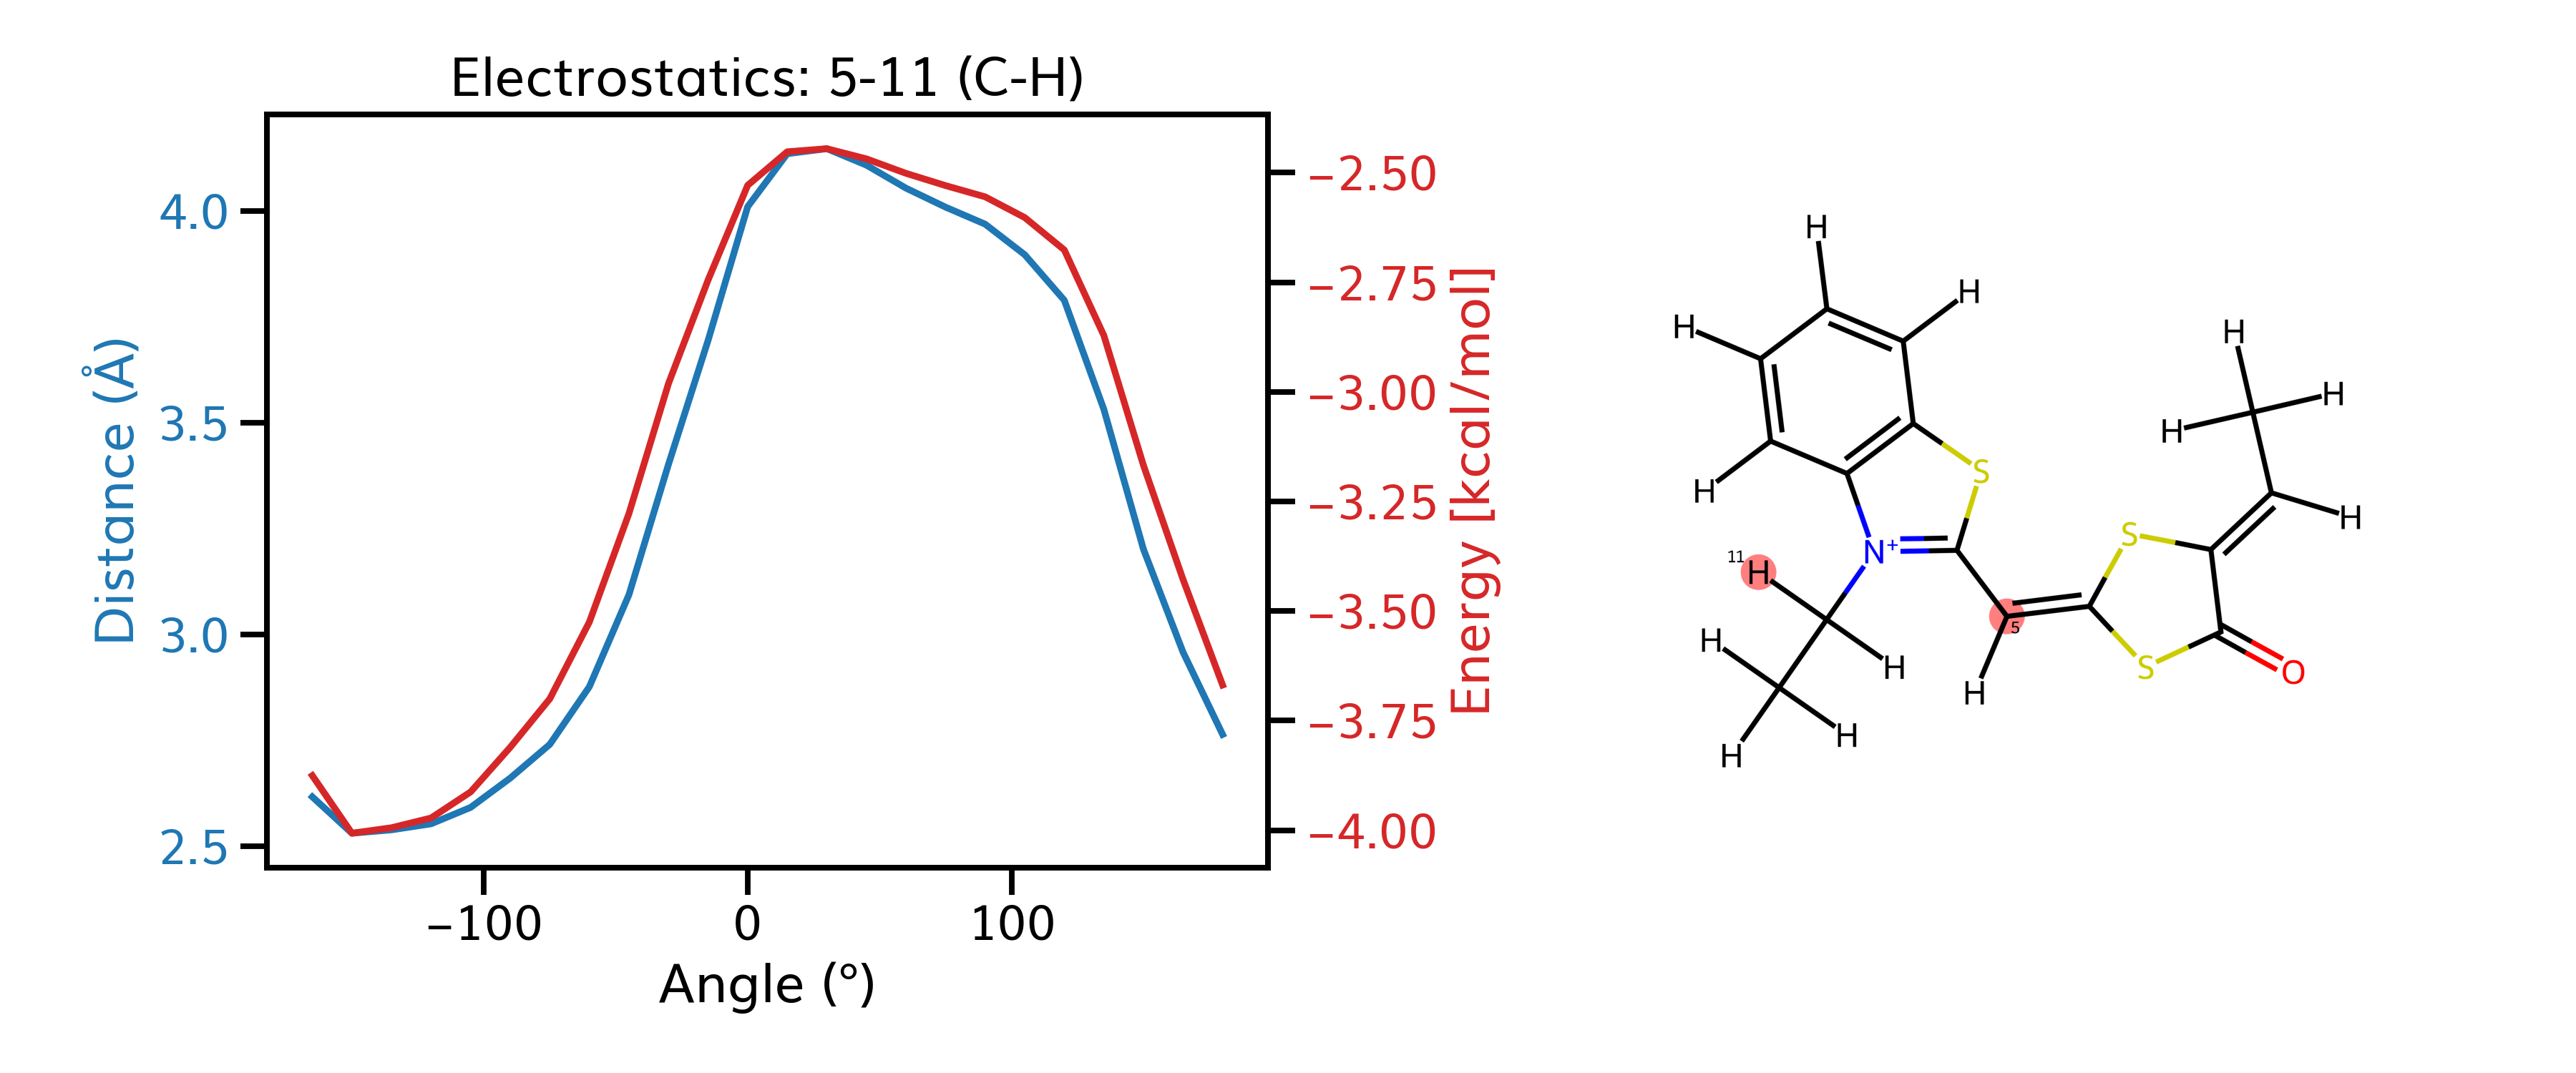 Electrostatics: 5-11 (C-H)
Distance (Å)
4.0
3.5
3.0
2.5
−100
0
100
Angle (°)
−2.50
−2.75
−3.00
−3.25
−3.50
−3.75
−4.00
Energy [kcal/mol]
H
H
H
H
H
H
H
S
H
S
N+
11
H
5
H
H
S
O
H
H
H